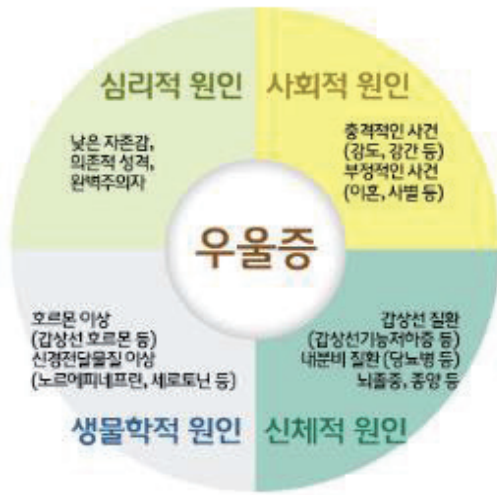 심리적 원인
낮은 자존감,
의존적 성격,
완벽주의자
사회적 원인
충격적인 사건
(강도, 강간 등)
부정적인 사건
(이혼, 사별 등)
우울증
호르몬 이상
(갑상선 호르몬 등)
신경전달물질 이상
(노르에피네프린, 세로토닌 등)
생물학적 원인
갑상선 질환
(갑상선기능저하증 등)
내분비 질환 (당뇨병 등)
뇌졸중, 종양 등
신체적 원인